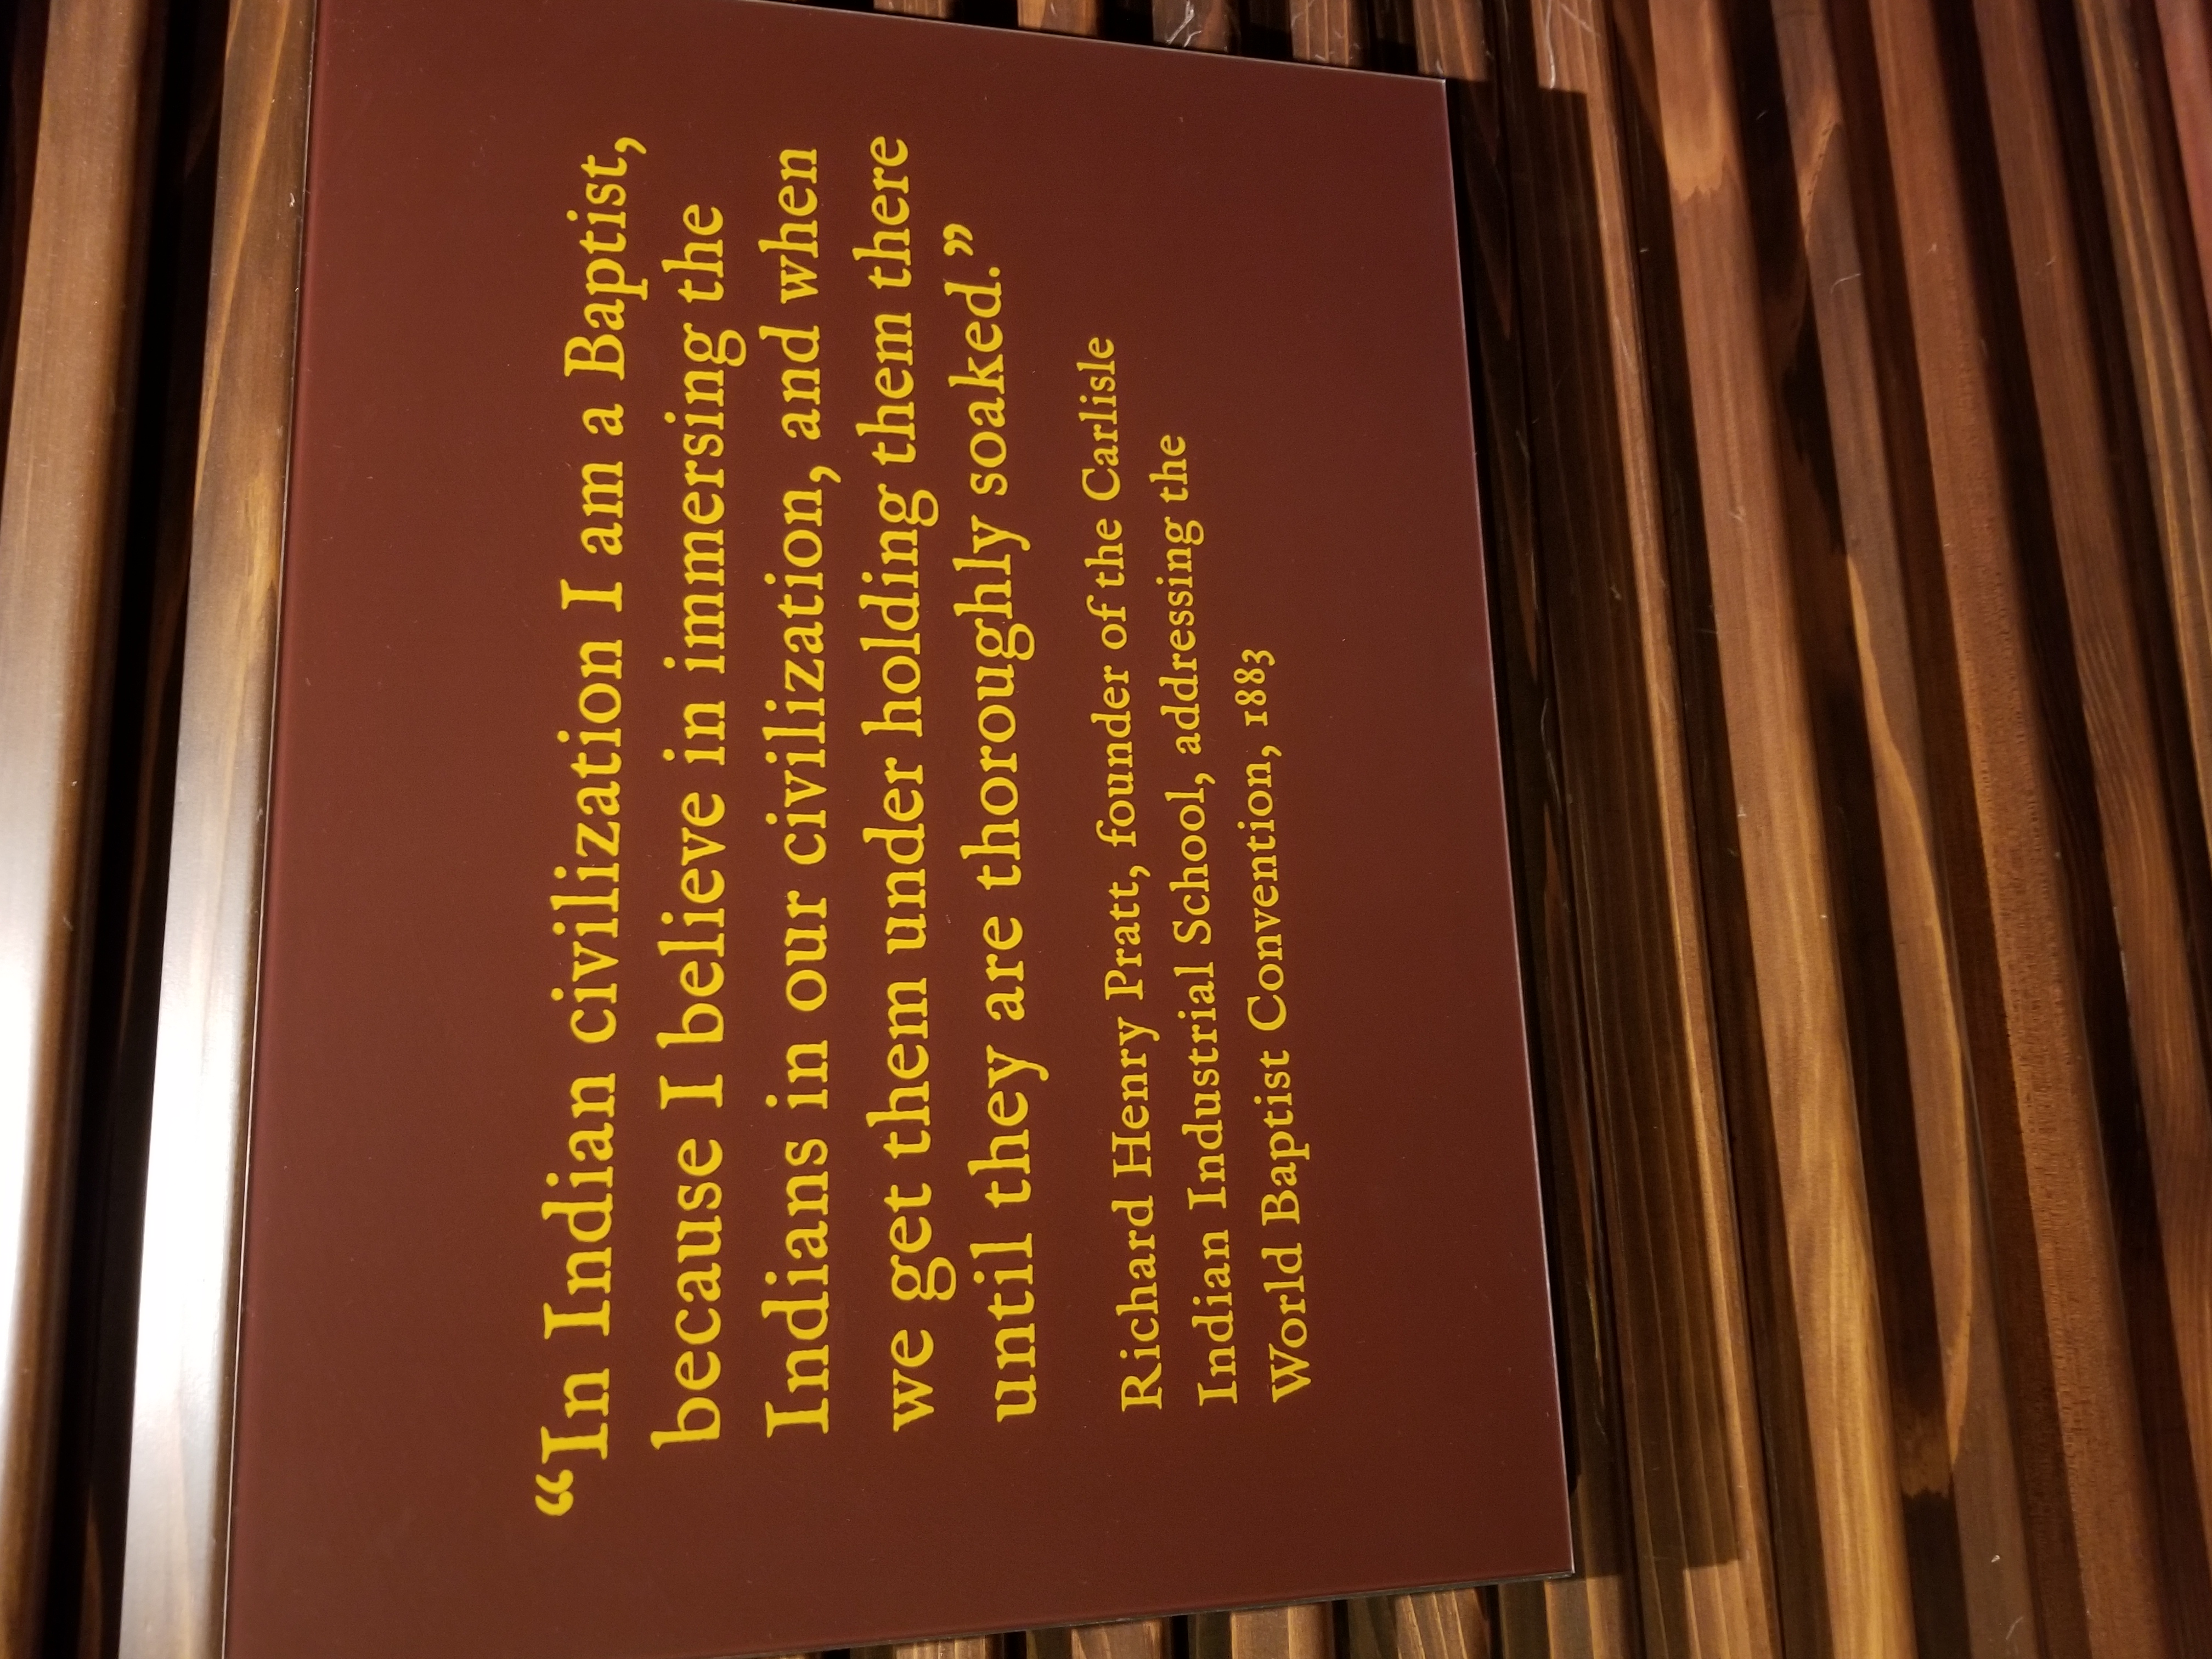 “In Indian civilization I am a Baptist,
because I believe in immersing the
Indians in our civilization, and when
we get them under holding them there
until they are thoroughly soaked.”
Richard Henry Pratt, founder of the Carlisle
Indian Industrial School, addressing the
World Baptist Convention, 1883